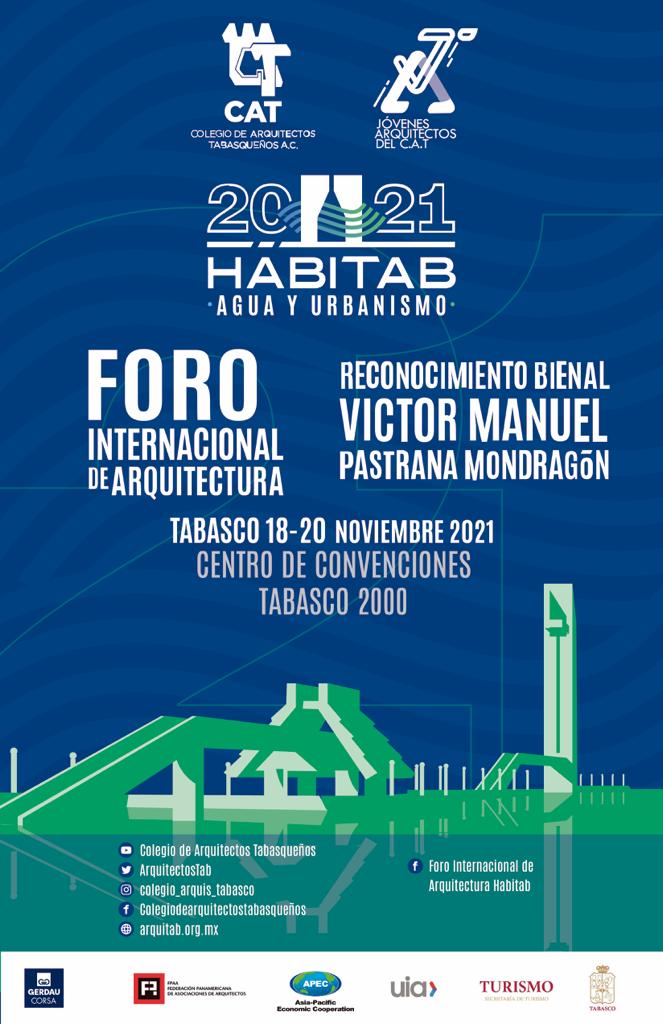 CAT
COLEGIO DE ARQUITECTOS
TABASQUEÑOS A.C.
JÓVENES
ARQUITECTOS
DEL C.A.T
2021
HÁBITAB
·AGUA Y URBANISMO·
FORO
INTERNACIONAL
DE ARQUITECTURA
RECONOCIMIENTO BIENAL
VICTOR MANUEL
PASTRANA MONDRAGōN
TABASCO 18-20 NOVIEMBRE 2021
CENTRO DE CONVENCIONES
TABASCO 2000
Colegio de Arquitectos Tabasqueños
ArquitectosTab
colegio_arquis_tabasco
Colegiodearquitectostabasqueños
arquitab.org.mx
Foro Internacional de
Arquitectura Habitab
GERDAU
CORSA
FPAA
FEDERACIÓN PANAMERICANA
DE ASOCIACIONES DE ARQUITECTOS
APEC
Asia-Pacific
Economic Cooperation
uia
TURISMO
SECRETARÍA DE TURISMO
TABASCO